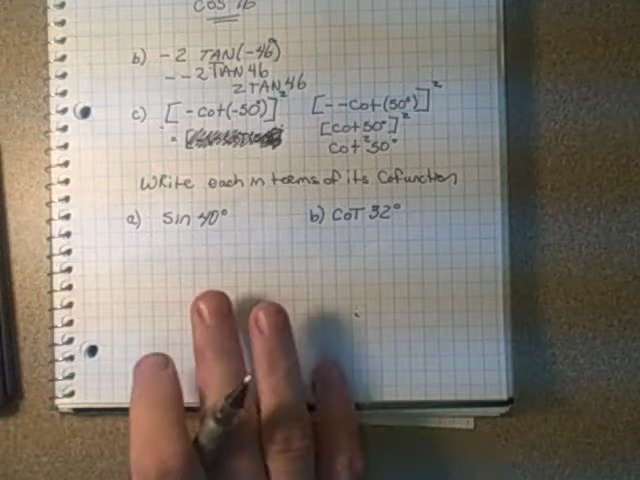 COS 16
b) -2 TAN(-46°)
- -2 TAN 46
2 TAN 46
c) [-cot(-50°)]² [--cot(50°)]²
= [ [cot 50°]²
cot² 50°
Write each in terms of its Cofunction
a) Sin 40° b) COT 32°